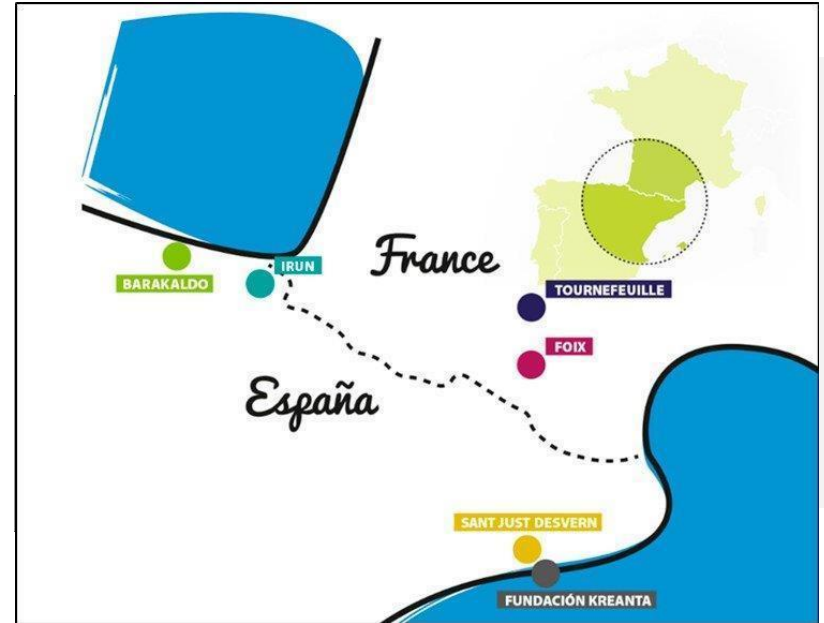 France
IRUN
BARAKALDO
TOURNEFEUILLE
FOIX
España
SANT JUST DESVERN
FUNDACIÓN KREANTA